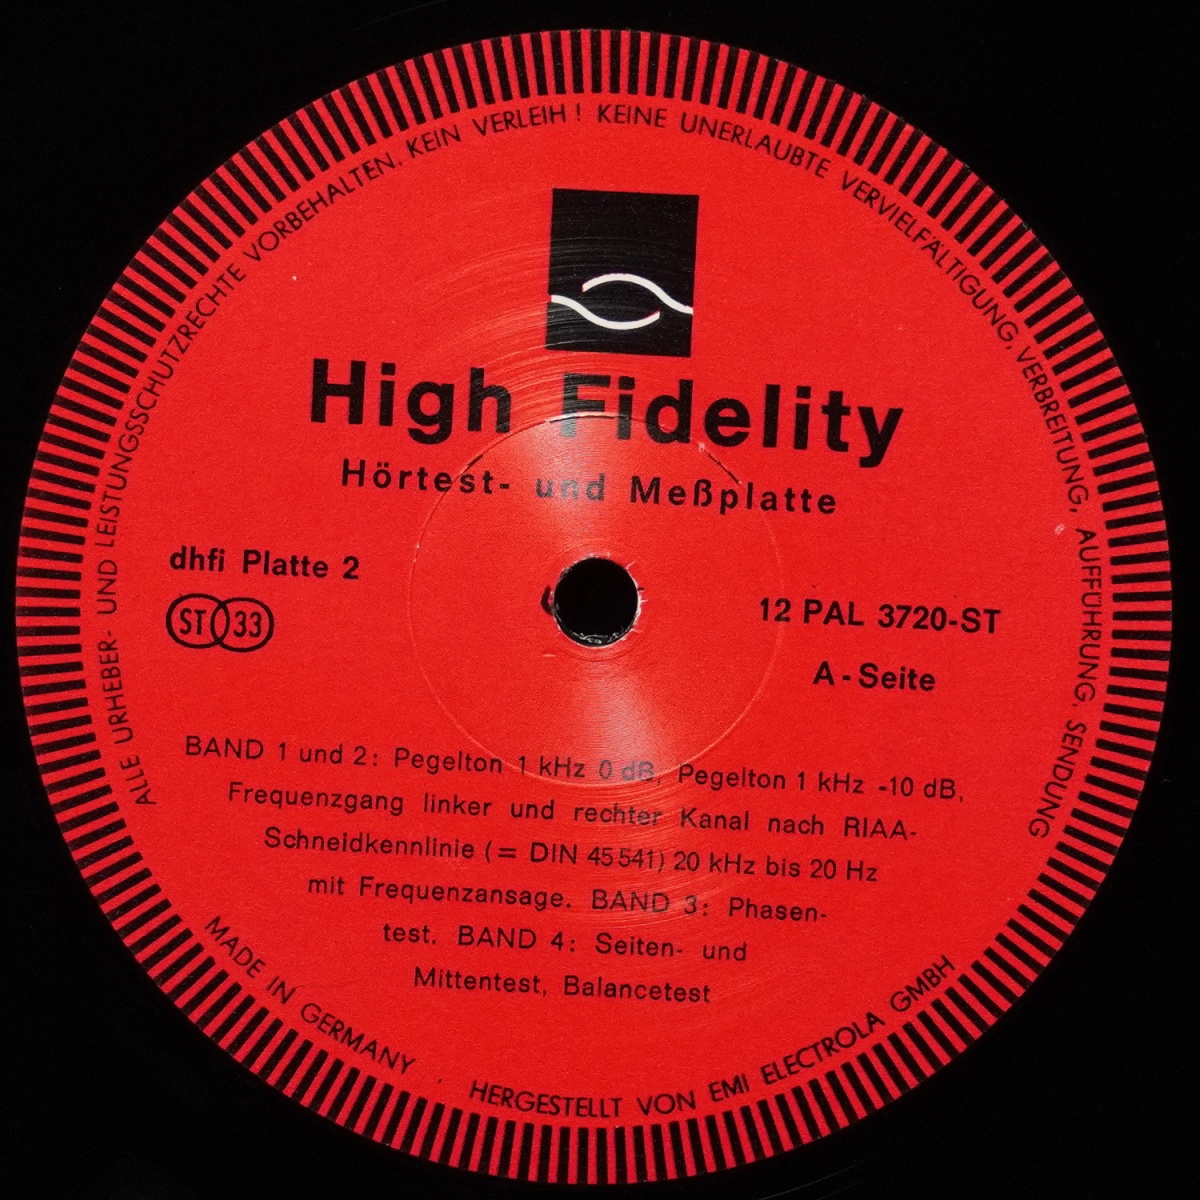 ALLE URHEBER- UND LEISTUNGSSCHUTZRECHTE VORBEHALTEN. KEIN VERLEIH! KEINE UNERLAUBTE VERVIELFÄLTIGUNG, VERBREITUNG, AUFFÜHRUNG, SENDUNG
High Fidelity
Hörtest- und Meßplatte
dhfi Platte 2
ST 33
12 PAL 3720-ST
A - Seite
BAND 1 und 2: Pegelton 1 kHz 0 dB, Pegelton 1 kHz -10 dB,
Frequenzgang linker und rechter Kanal nach RIAA-
Schneidkennlinie (= DIN 45 541) 20 kHz bis 20 Hz
mit Frequenzansage. BAND 3: Phasen-
test. BAND 4: Seiten- und
Mittentest, Balancetest
MADE IN GERMANY . HERGESTELLT VON EMI ELECTROLA GMBH